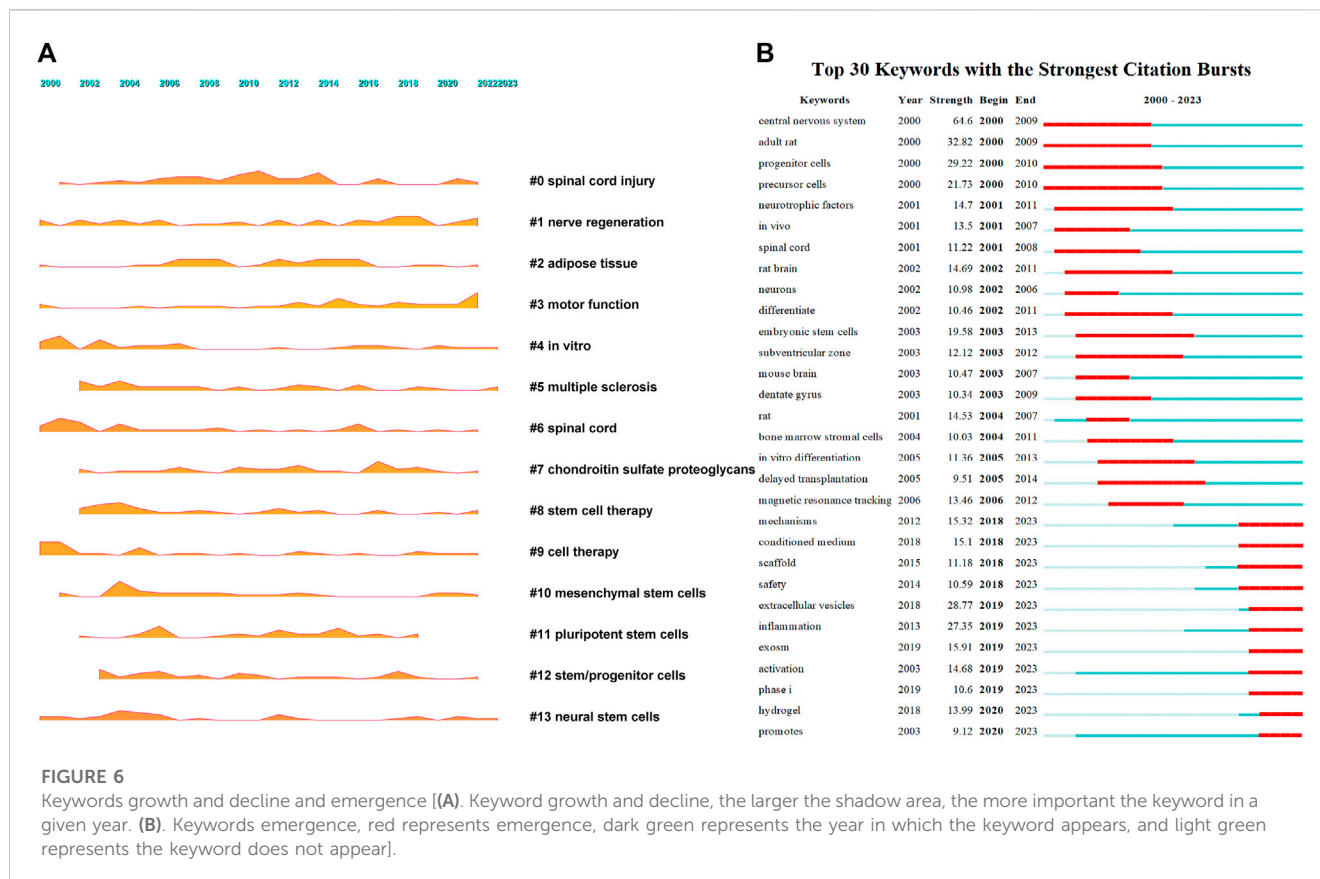 A
2000 2002 2004 2006 2008 2010 2012 2014 2016 2018 2020 2022 2023
#0 spinal cord injury
#1 nerve regeneration
#2 adipose tissue
#3 motor function
#4 in vitro
#5 multiple sclerosis
#6 spinal cord
#7 chondroitin sulfate proteoglycans
#8 stem cell therapy
#9 cell therapy
#10 mesenchymal stem cells
#11 pluripotent stem cells
#12 stem/progenitor cells
#13 neural stem cells
B
Top 30 Keywords with the Strongest Citation Bursts
Keywords Year Strength Begin End 2000 - 2023
central nervous system 2000 64.6 2000 2009
adult rat 2000 32.82 2000 2009
progenitor cells 2000 29.22 2000 2010
precursor cells 2000 21.73 2000 2010
neurotrophic factors 2001 14.7 2001 2011
in vivo 2001 13.5 2001 2007
spinal cord 2001 11.22 2001 2008
rat brain 2002 14.69 2002 2011
neurons 2002 10.98 2002 2006
differentiate 2002 10.46 2002 2011
embryonic stem cells 2003 19.58 2003 2013
subventricular zone 2003 12.12 2003 2012
mouse brain 2003 10.47 2003 2007
dentate gyrus 2003 10.34 2003 2009
rat 2001 14.53 2004 2007
bone marrow stromal cells 2004 10.03 2004 2011
in vitro differentiation 2005 11.36 2005 2013
delayed transplantation 2005 9.51 2005 2014
magnetic resonance tracking 2006 13.46 2006 2012
mechanisms 2012 15.32 2018 2023
conditioned medium 2018 15.1 2018 2023
scaffold 2015 11.18 2018 2023
safety 2014 10.59 2018 2023
extracellular vesicles 2018 28.77 2019 2023
inflammation 2013 27.35 2019 2023
exosm 2019 15.91 2019 2023
activation 2003 14.68 2019 2023
phase i 2019 10.6 2019 2023
hydrogel 2018 13.99 2020 2023
promotes 2003 9.12 2020 2023
FIGURE 6
Keywords growth and decline and emergence [(A). Keyword growth and decline, the larger the shadow area, the more important the keyword in a
given year. (B). Keywords emergence, red represents emergence, dark green represents the year in which the keyword appears, and light green
represents the keyword does not appear].